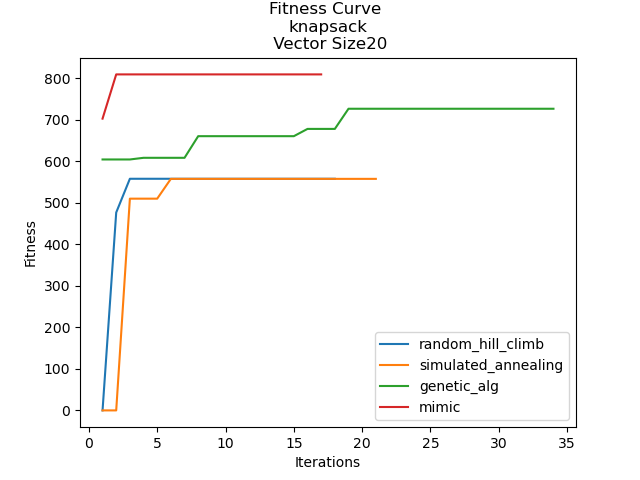 Fitness Curve
knapsack
Vector Size20
Fitness
800
700
600
500
400
300
200
100
0
random_hill_climb
simulated_annealing
genetic_alg
mimic
0 5 10 15 20 25 30 35
Iterations